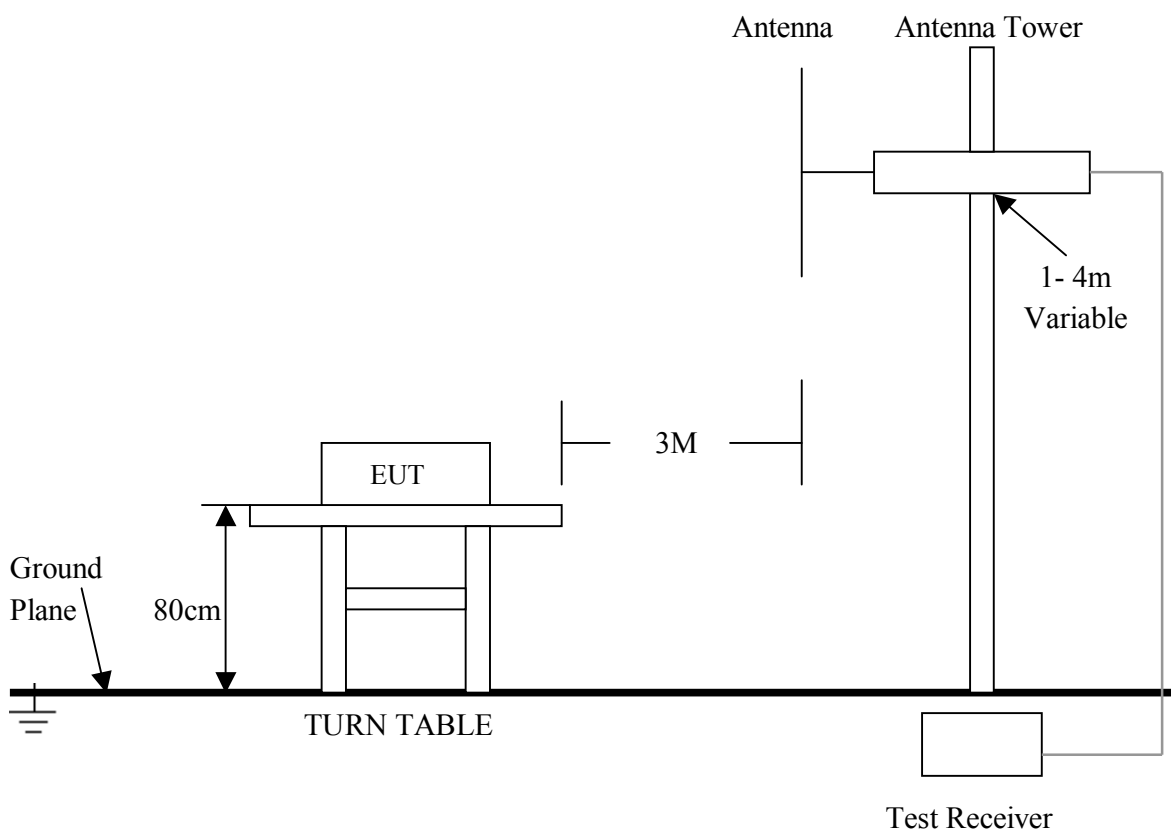 Antenna
Antenna Tower
1- 4m
Variable
3M
EUT
Ground
Plane
80cm
TURN TABLE
Test Receiver